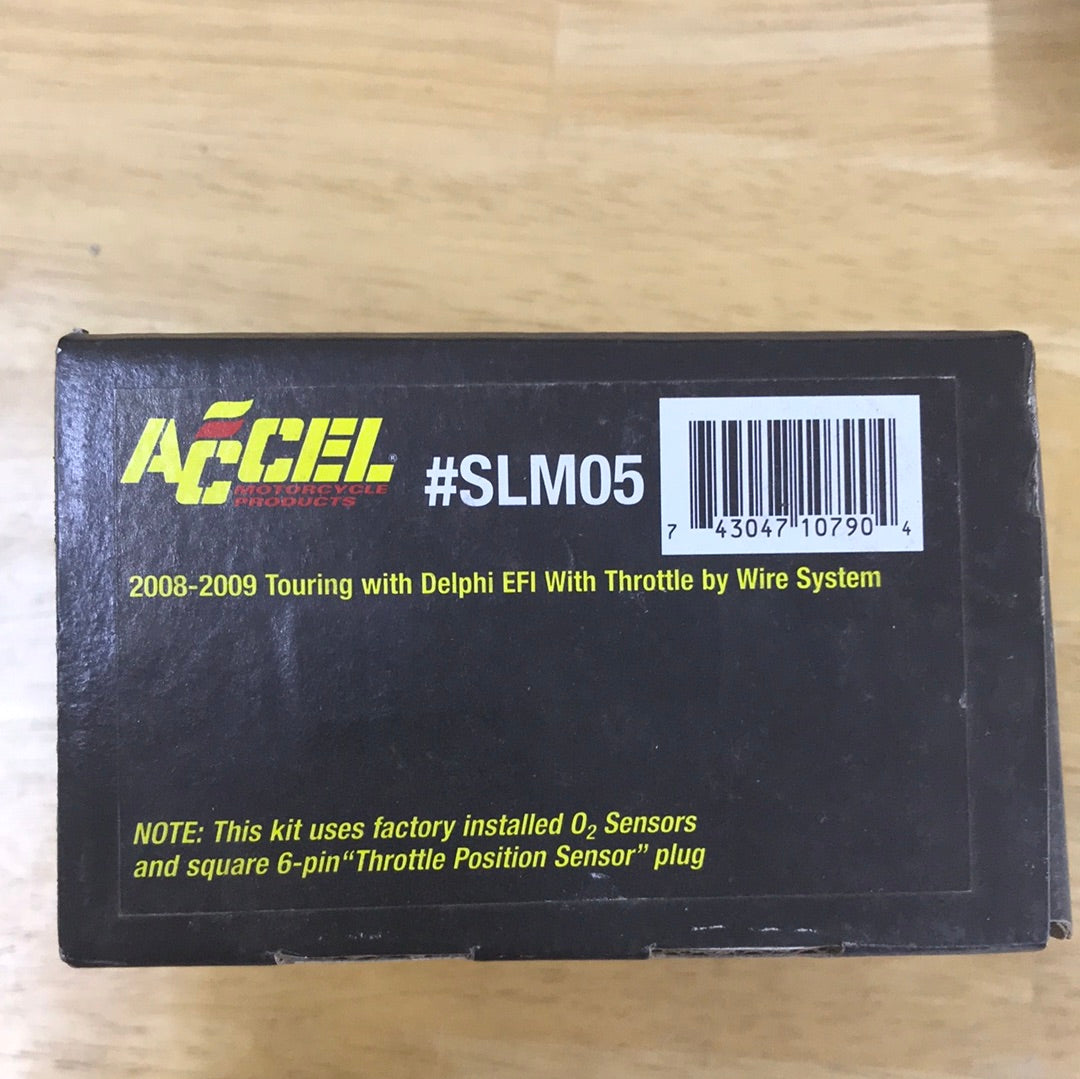 ACCEL®
MOTORCYCLE
PRODUCTS
#SLM05
7 43047 10790 4
2008-2009 Touring with Delphi EFI With Throttle by Wire System
NOTE: This kit uses factory installed O₂ Sensors
and square 6-pin “Throttle Position Sensor” plug